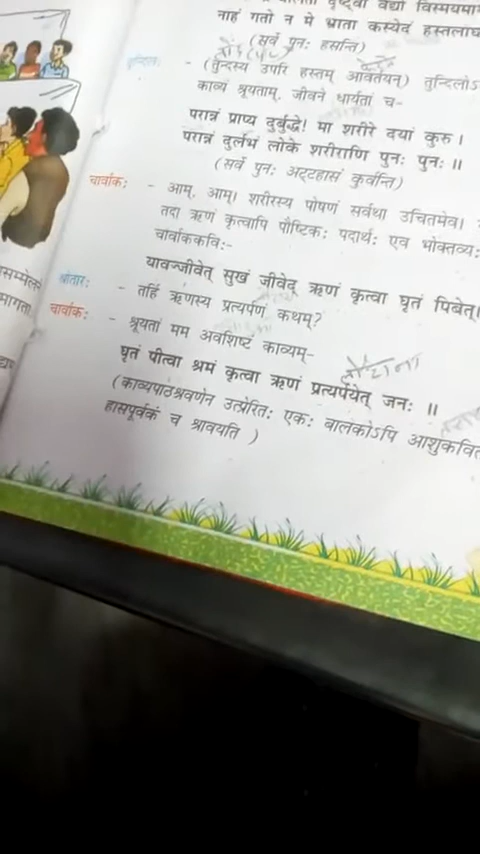 दृष्ट्वा वैद्यो
नाहं गतो न मे भ्राता कस्येदं हस्तलाघ
(सर्वे पुनः हसन्ति)
तुन्दिलः - (तुन्दस्य उपरि हस्तम् आवर्तयन्) तुन्दिलोऽ
काव्यं श्रूयताम्, जीवने धार्यतां च-
परान्नं प्राप्य दुर्बुद्धे! मा शरीरे दयां कुरु।
परान्नं दुर्लभं लोके शरीराणि पुनः पुनः॥
(सर्वे पुनः अट्टहासं कुर्वन्ति)
चार्वाकः - आम्, आम्। शरीरस्य पोषणं सर्वथा उचितमेव।
तदा ऋणं कृत्वापि पौष्टिकः पदार्थः एव भोक्तव्यः
चार्वाककविः-
यावज्जीवेत् सुखं जीवेद् ऋणं कृत्वा घृतं पिबेत्।
श्रोतारः - तर्हि ऋणस्य प्रत्यर्पणं कथम्?
चार्वाकः - श्रूयतां मम अवशिष्टं काव्यम्-
लौटाना
घृतं पीत्वा श्रमं कृत्वा ऋणं प्रत्यर्पयेत् जनः॥
(काव्यपाठश्रवणेन उत्प्रेरितः एकः बालकोऽपि आशुकवित
हासपूर्वकं च श्रावयति)